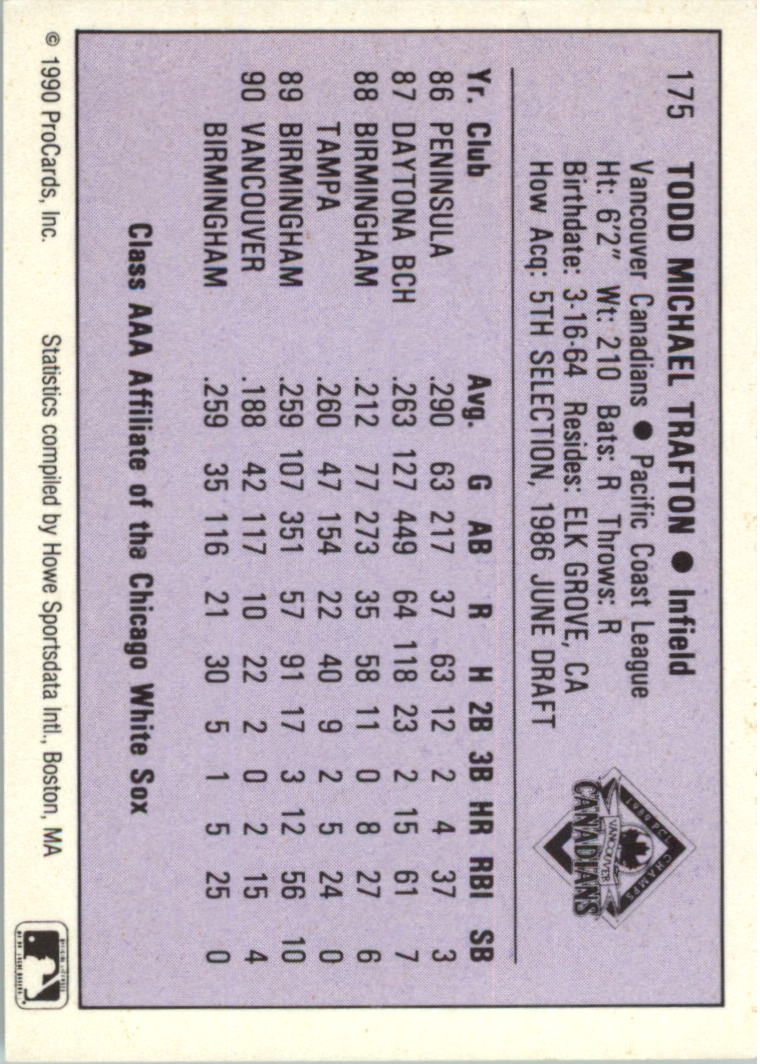 175 TODD MICHAEL TRAFTON ● Infield
Vancouver Canadians ● Pacific Coast League
Ht: 6'2" Wt: 210 Bats: R Throws: R
Birthdate: 3-16-64 Resides: ELK GROVE, CA
How Acq: 5TH SELECTION, 1986 JUNE DRAFT
1989 PCL CHAMPS
VANCOUVER
CANADIANS
Yr. Club Avg. G AB R H 2B 3B HR RBI SB
86 PENINSULA .290 63 217 37 63 12 2 4 37 3
87 DAYTONA BCH .263 127 449 64 118 23 2 15 61 7
88 BIRMINGHAM .212 77 273 35 58 11 0 8 27 6
TAMPA .260 47 154 22 40 9 2 5 24 0
89 BIRMINGHAM .259 107 351 57 91 17 3 12 56 10
90 VANCOUVER .188 42 117 10 22 2 0 2 15 4
BIRMINGHAM .259 35 116 21 30 5 1 5 25 0
Class AAA Affiliate of the Chicago White Sox
© 1990 ProCards, Inc. Statistics compiled by Howe Sportsdata Intl., Boston, MA